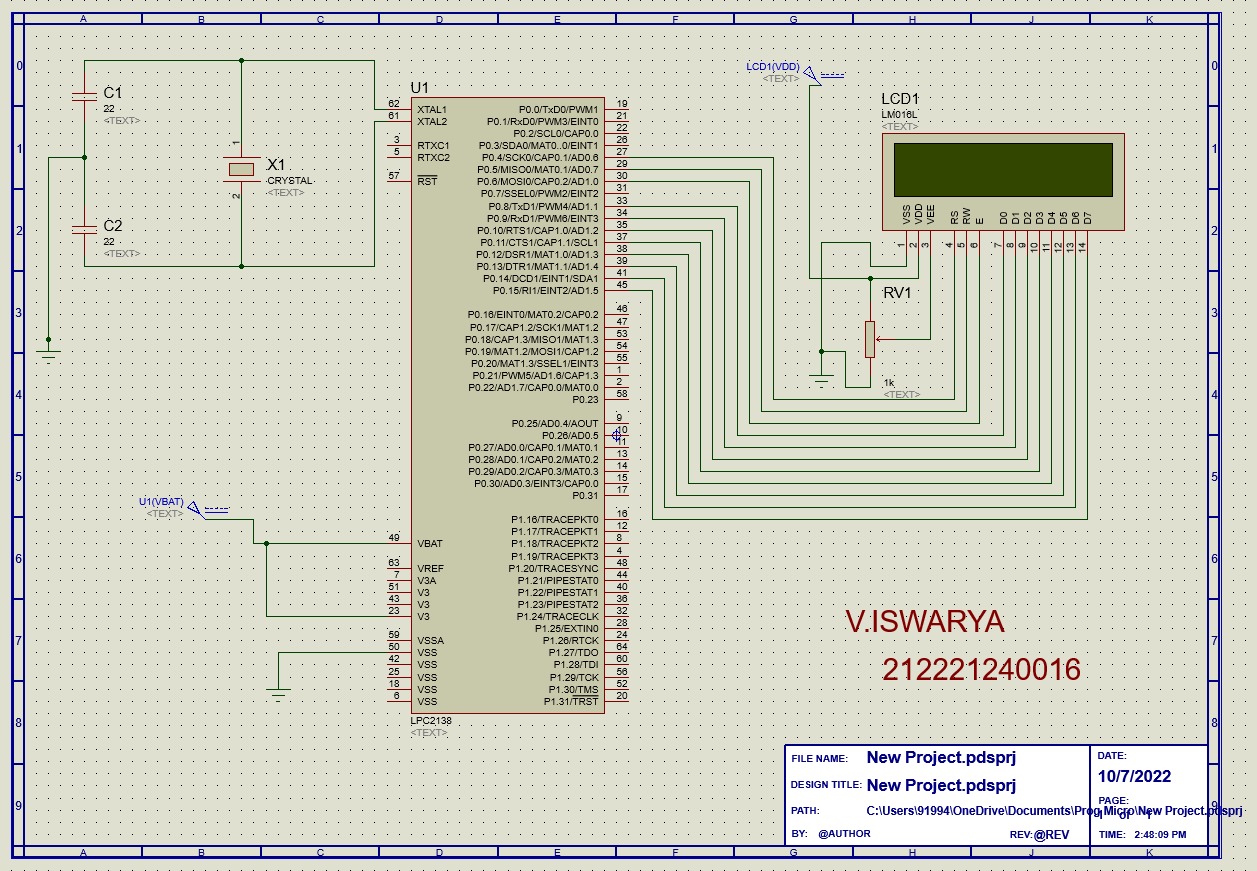 A B C D E F G H I J K
0
1
2
3
4
5
6
7
8
9
C1
22
<TEXT>
C2
22
<TEXT>
X1
CRYSTAL
<TEXT>
1
2
U1
62 XTAL1
61 XTAL2
3 RTXC1
5 RTXC2
57 RST
49 VBAT
63 VREF
7 V3A
51 V3
43 V3
23 V3
59 VSSA
50 VSS
42 VSS
25 VSS
18 VSS
6 VSS
P0.0/TxD0/PWM1 19
P0.1/RxD0/PWM3/EINT0 21
P0.2/SCL0/CAP0.0 22
P0.3/SDA0/MAT0..0/EINT1 26
P0.4/SCK0/CAP0.1/AD0.6 27
P0.5/MISO0/MAT0.1/AD0.7 29
P0.6/MOSI0/CAP0.2/AD1.0 30
P0.7/SSEL0/PWM2/EINT2 31
P0.8/TxD1/PWM4/AD1.1 33
P0.9/RxD1/PWM6/EINT3 34
P0.10/RTS1/CAP1.0/AD1.2 35
P0.11/CTS1/CAP1.1/SCL1 37
P0.12/DSR1/MAT1.0/AD1.3 38
P0.13/DTR1/MAT1.1/AD1.4 39
P0.14/DCD1/EINT1/SDA1 41
P0.15/RI1/EINT2/AD1.5 45
P0.16/EINT0/MAT0.2/CAP0.2 46
P0.17/CAP1.2/SCK1/MAT1.2 47
P0.18/CAP1.3/MISO1/MAT1.3 53
P0.19/MAT1.2/MOSI1/CAP1.2 54
P0.20/MAT1.3/SSEL1/EINT3 55
P0.21/PWM5/AD1.6/CAP1.3 1
P0.22/AD1.7/CAP0.0/MAT0.0 2
P0.23 58
P0.25/AD0.4/AOUT 9
P0.26/AD0.5 10
P0.27/AD0.0/CAP0.1/MAT0.1 11
P0.28/AD0.1/CAP0.2/MAT0.2 13
P0.29/AD0.2/CAP0.3/MAT0.3 14
P0.30/AD0.3/EINT3/CAP0.0 15
P0.31 17
P1.16/TRACEPKT0 16
P1.17/TRACEPKT1 12
P1.18/TRACEPKT2 8
P1.19/TRACEPKT3 4
P1.20/TRACESYNC 48
P1.21/PIPESTAT0 44
P1.22/PIPESTAT1 40
P1.23/PIPESTAT2 36
P1.24/TRACECLK 32
P1.25/EXTIN0 28
P1.26/RTCK 24
P1.27/TDO 64
P1.28/TDI 60
P1.29/TCK 56
P1.30/TMS 52
P1.31/TRST 20
LPC2138
<TEXT>
U1(VBAT)
<TEXT>
LCD1(VDD)
<TEXT>
LCD1
LM016L
<TEXT>
VSS VDD VEE RS RW E D0 D1 D2 D3 D4 D5 D6 D7
1 2 3 4 5 6 7 8 9 10 11 12 13 14
RV1
1k
<TEXT>
V.ISWARYA
212221240016
FILE NAME: New Project.pdsprj
DESIGN TITLE: New Project.pdsprj
PATH: C:\Users\91994\OneDrive\Documents\Prog Micro\New Project.pdsprj
BY: @AUTHOR REV:@REV
DATE:
10/7/2022
PAGE:
TIME: 2:48:09 PM
0
1
2
3
4
5
6
7
8
9
A B C D E F G H J K